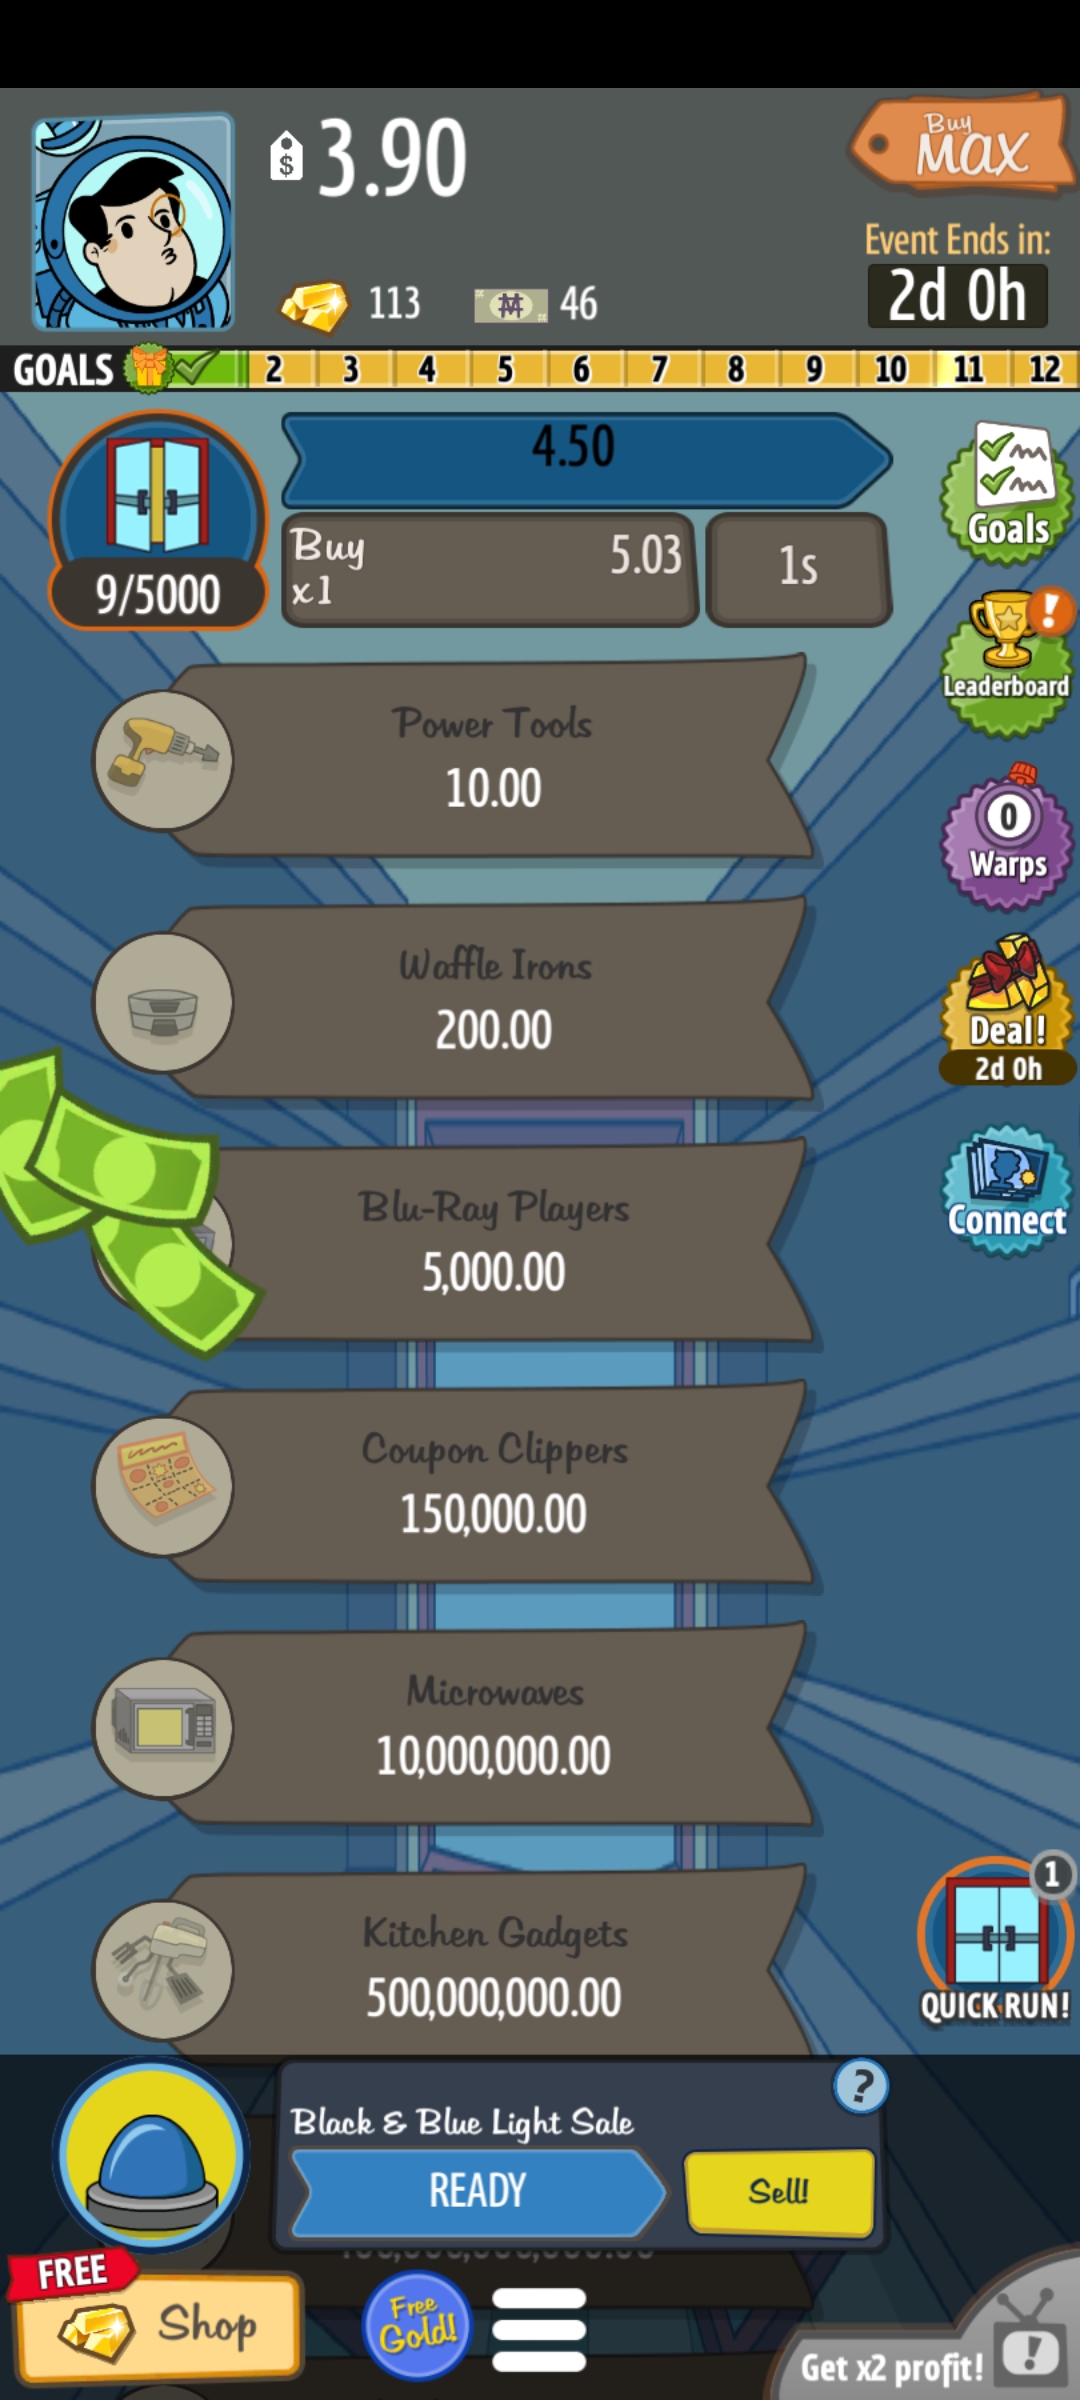 $ 3.90
Buy
MAX
Event Ends in:
2d 0h
113
46
GOALS 2 3 4 5 6 7 8 9 10 11 12
4.50
Buy
x1
5.03
1s
9/5000
Goals
Power Tools
10.00
Leaderboard
Waffle Irons
200.00
0
Warps
Deal!
2d 0h
Blu-Ray Players
5,000.00
Connect
Coupon Clippers
150,000.00
Microwaves
10,000,000.00
Kitchen Gadgets
500,000,000.00
1
QUICK RUN!
?
Black & Blue Light Sale
READY
Sell!
FREE
Shop
Free
Gold!
Get x2 profit!